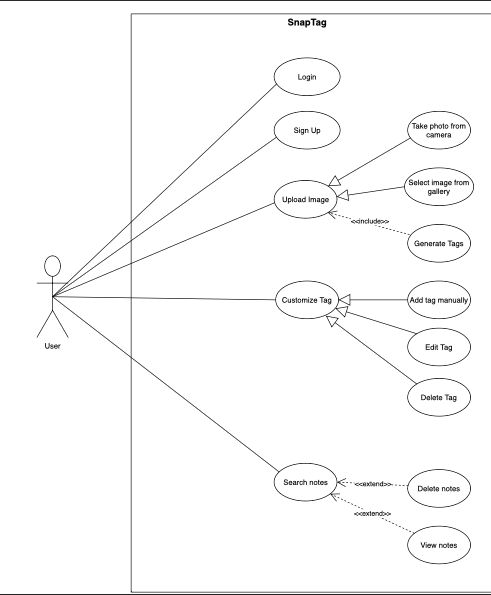 SnapTag
Login
Sign Up
Take photo from
camera
Select image from
gallery
Upload Image
<<include>>
Generate Tags
Customize Tag
Add tag manually
User
Edit Tag
Delete Tag
Search notes
<<extend>>
Delete notes
<<extend>>
View notes